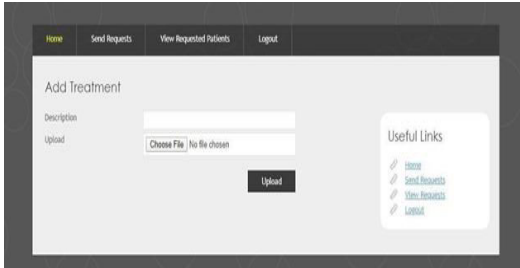 Home Send Requests View Requested Patients Logout
Add Treatment
Description
Upload Choose File No file chosen
Upload
Useful Links
Home
Send Requests
View Requests
Logout